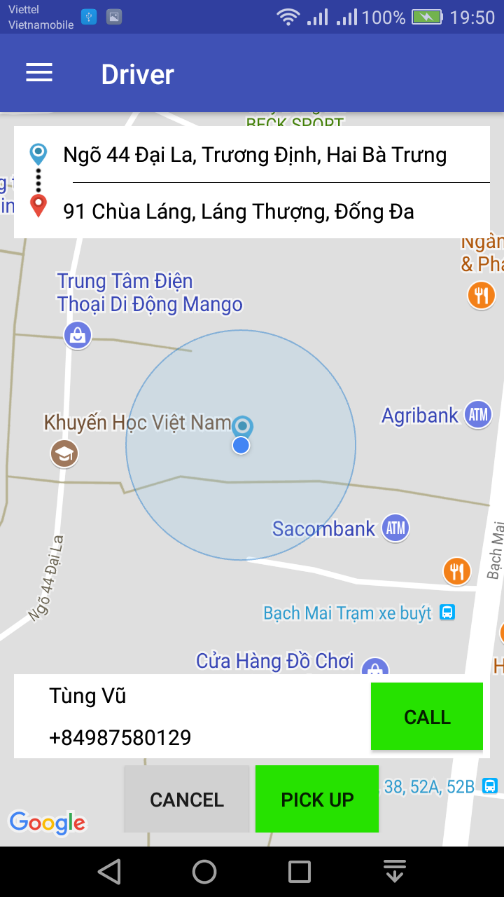 Viettel
Vietnamobile
100%
19:50
Driver
BECK SPORT
Ngõ 44 Đại La, Trương Định, Hai Bà Trưng
91 Chùa Láng, Láng Thượng, Đống Đa
Trung Tâm Điện
Thoại Di Động Mango
& Pha
Khuyến Học Việt Nam
Agribank ATM
Sacombank ATM
Ngõ 44 Đại La
Bạch Mai
Bạch Mai Trạm xe buýt
Cửa Hàng Đồ Chơi
H
Tùng Vũ
+84987580129
CALL
CANCEL
PICK UP
38, 52A, 52B
Google